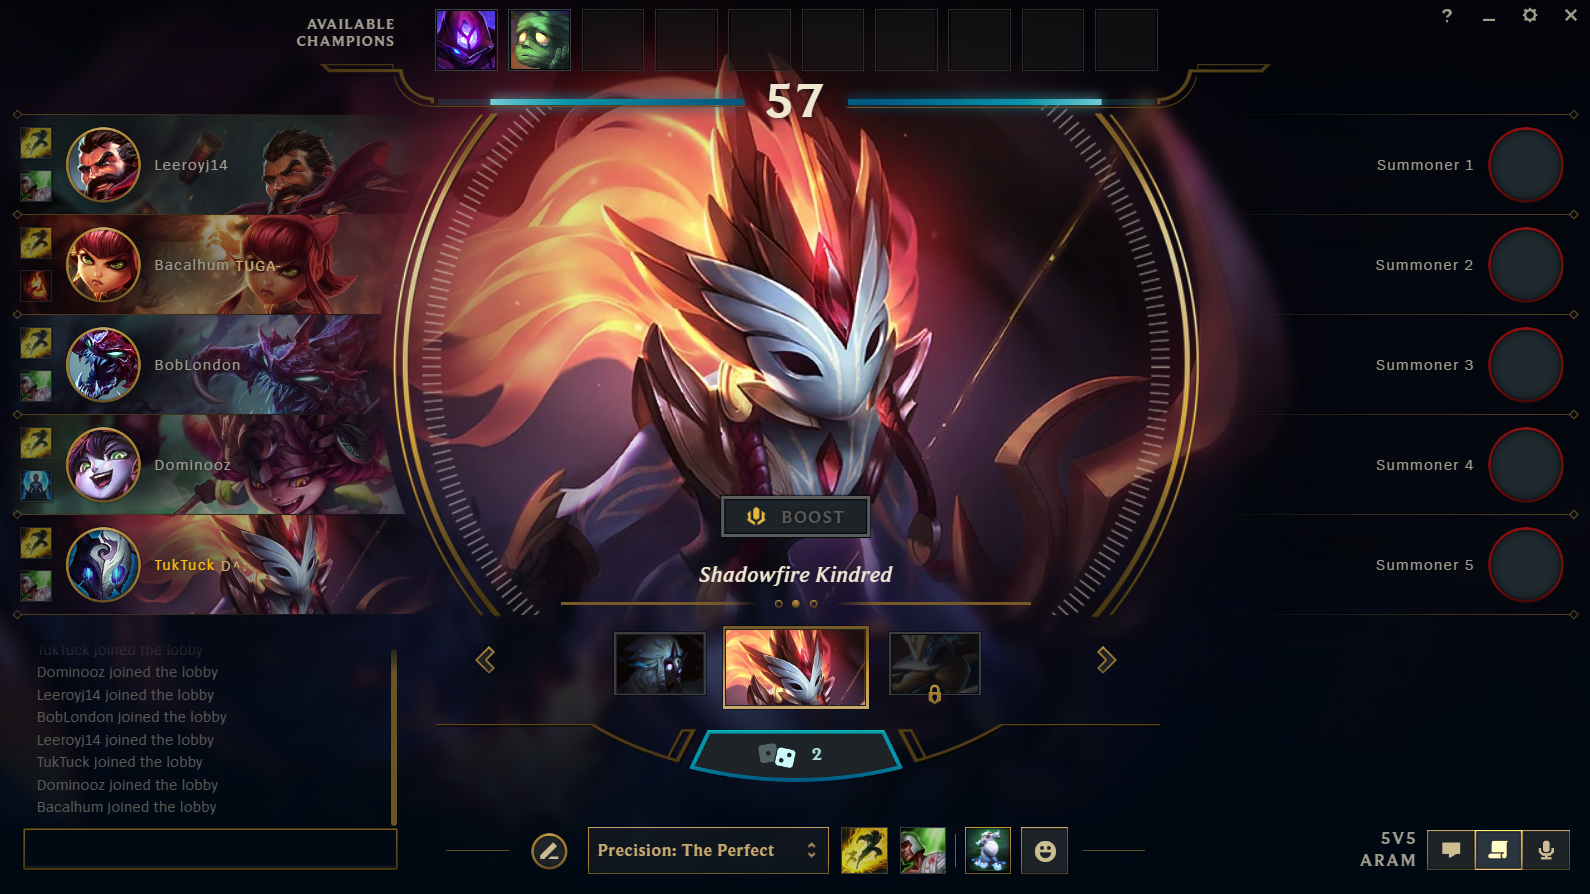 AVAILABLE
CHAMPIONS
?
57
Leeroyj14
Bacalhum TUGA-
BobLondon
Dominooz
TukTuck D^.
Summoner 1
Summoner 2
Summoner 3
Summoner 4
Summoner 5
BOOST
Shadowfire Kindred
2
TukTuck joined the lobby
Dominooz joined the lobby
Leeroyj14 joined the lobby
BobLondon joined the lobby
Leeroyj14 joined the lobby
TukTuck joined the lobby
Dominooz joined the lobby
Bacalhum joined the lobby
Precision: The Perfect
5V5
ARAM